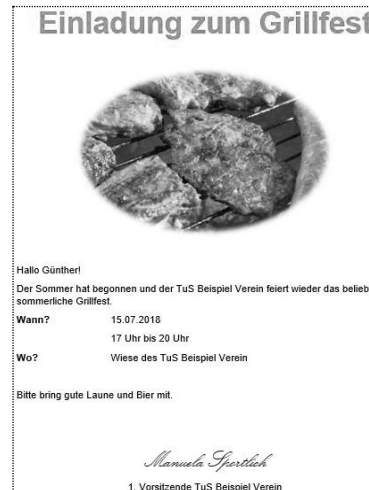 Einladung zum Grillfest
Hallo Günther!
Der Sommer hat begonnen und der TuS Beispiel Verein feiert wieder das belieb
sommerliche Grillfest.
Wann? 15.07.2018
17 Uhr bis 20 Uhr
Wo? Wiese des TuS Beispiel Verein
Bitte bring gute Laune und Bier mit.
Manuela Sportlich
1. Vorsitzende TuS Beispiel Verein